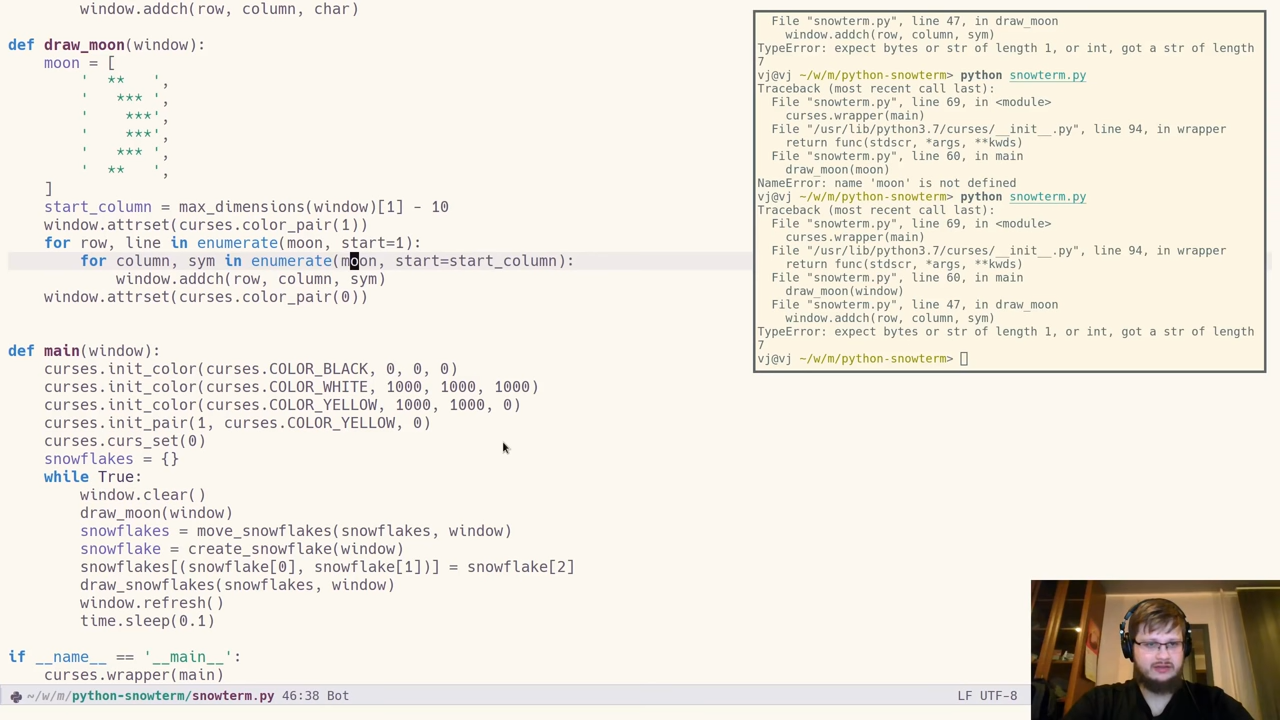 window.addch(row, column, char)
def draw_moon(window):
    moon = [
        '  **   ',
        '   *** ',
        '    ***',
        '    ***',
        '   *** ',
        '  **   ',
    ]
    start_column = max_dimensions(window)[1] - 10
    window.attrset(curses.color_pair(1))
    for row, line in enumerate(moon, start=1):
        for column, sym in enumerate(moon, start=start_column):
            window.addch(row, column, sym)
    window.attrset(curses.color_pair(0))
def main(window):
    curses.init_color(curses.COLOR_BLACK, 0, 0, 0)
    curses.init_color(curses.COLOR_WHITE, 1000, 1000, 1000)
    curses.init_color(curses.COLOR_YELLOW, 1000, 1000, 0)
    curses.init_pair(1, curses.COLOR_YELLOW, 0)
    curses.curs_set(0)
    snowflakes = {}
    while True:
        window.clear()
        draw_moon(window)
        snowflakes = move_snowflakes(snowflakes, window)
        snowflake = create_snowflake(window)
        snowflakes[(snowflake[0], snowflake[1])] = snowflake[2]
        draw_snowflakes(snowflakes, window)
        window.refresh()
        time.sleep(0.1)
if __name__ == '__main__':
    curses.wrapper(main)
~/w/m/python-snowterm/snowterm.py 46:38 Bot
LF UTF-8
  File "snowterm.py", line 47, in draw_moon
    window.addch(row, column, sym)
TypeError: expect bytes or str of length 1, or int, got a str of length
7
vj@vj ~/w/m/python-snowterm> python snowterm.py
Traceback (most recent call last):
  File "snowterm.py", line 69, in <module>
    curses.wrapper(main)
  File "/usr/lib/python3.7/curses/__init__.py", line 94, in wrapper
    return func(stdscr, *args, **kwds)
  File "snowterm.py", line 60, in main
    draw_moon(moon)
NameError: name 'moon' is not defined
vj@vj ~/w/m/python-snowterm> python snowterm.py
Traceback (most recent call last):
  File "snowterm.py", line 69, in <module>
    curses.wrapper(main)
  File "/usr/lib/python3.7/curses/__init__.py", line 94, in wrapper
    return func(stdscr, *args, **kwds)
  File "snowterm.py", line 60, in main
    draw_moon(window)
  File "snowterm.py", line 47, in draw_moon
    window.addch(row, column, sym)
TypeError: expect bytes or str of length 1, or int, got a str of length
7
vj@vj ~/w/m/python-snowterm>